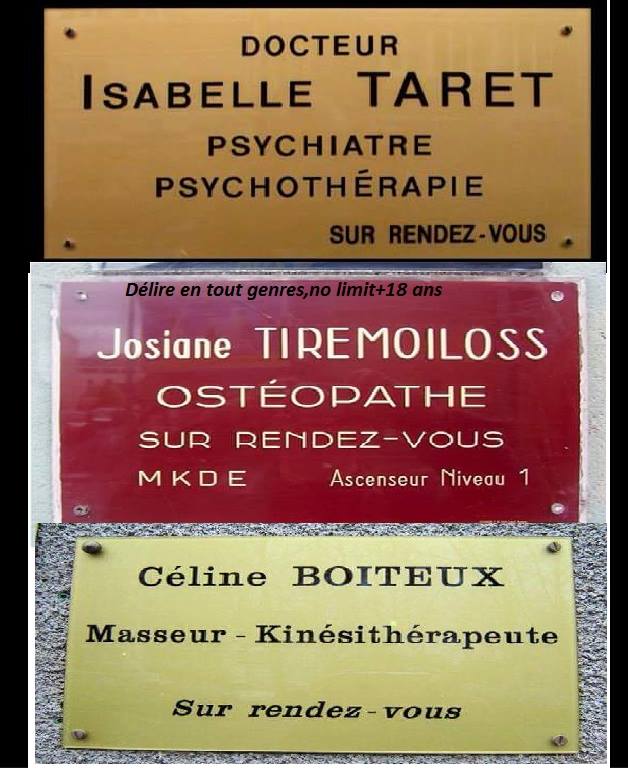 DOCTEUR
ISABELLE TARET
PSYCHIATRE
PSYCHOTHÉRAPIE
SUR RENDEZ-VOUS
Délire en tout genres,no limit+18 ans
Josiane TIREMOILOSS
OSTÉOPATHE
SUR RENDEZ-VOUS
MKDE Ascenseur Niveau 1
Céline BOITEUX
Masseur - Kinésithérapeute
Sur rendez-vous